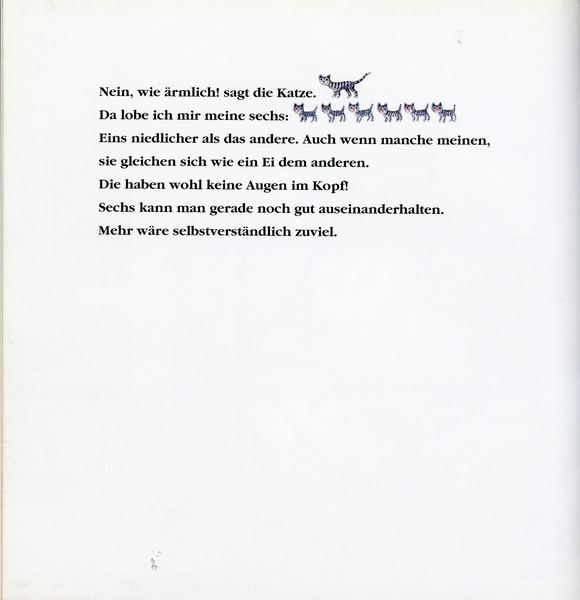 Nein, wie ärmlich! sagt die Katze.
Da lobe ich mir meine sechs:
Eins niedlicher als das andere. Auch wenn manche meinen,
sie gleichen sich wie ein Ei dem anderen.
Die haben wohl keine Augen im Kopf!
Sechs kann man gerade noch gut auseinanderhalten.
Mehr wäre selbstverständlich zuviel.